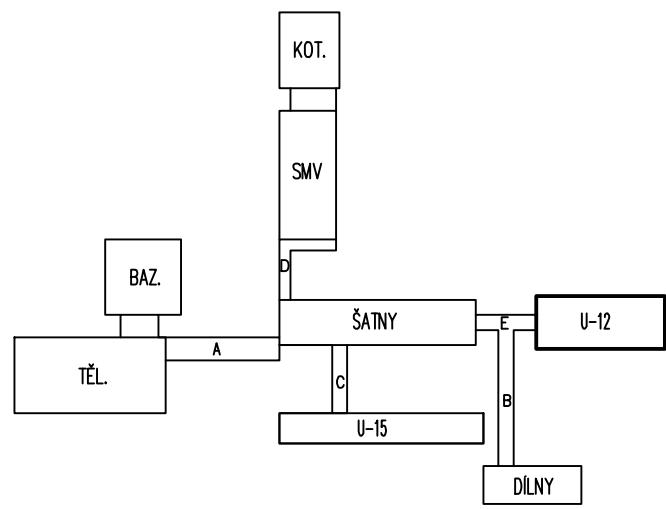 KOT.
SMV
BAZ.
D
ŠATNY
E
U-12
A
TĚL.
C
B
U-15
DÍLNY